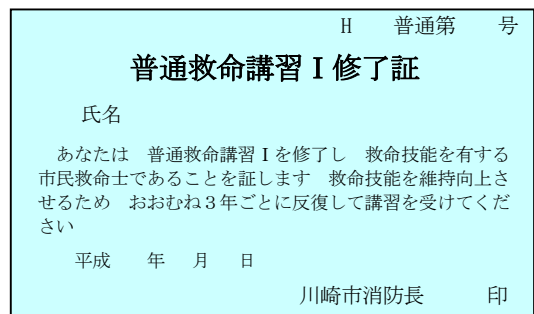 H　普通第　号
普通救命講習Ⅰ修了証
氏名
あなたは　普通救命講習Ⅰを修了し　救命技能を有する
市民救命士であることを証します　救命技能を維持向上さ
せるため　おおむね３年ごとに反復して講習を受けてくだ
さい
平成　年　月　日
川崎市消防長　印